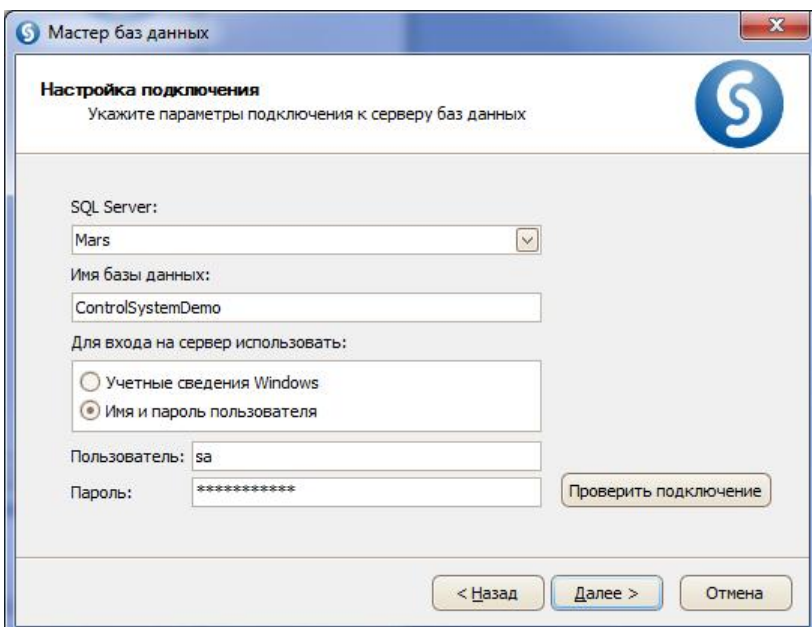 Мастер баз данных
Настройка подключения
Укажите параметры подключения к серверу баз данных
SQL Server:
Mars
Имя базы данных:
ControlSystemDemo
Для входа на сервер использовать:
Учетные сведения Windows
Имя и пароль пользователя
Пользователь: sa
Пароль: ***********
Проверить подключение
< Назад Далее > Отмена